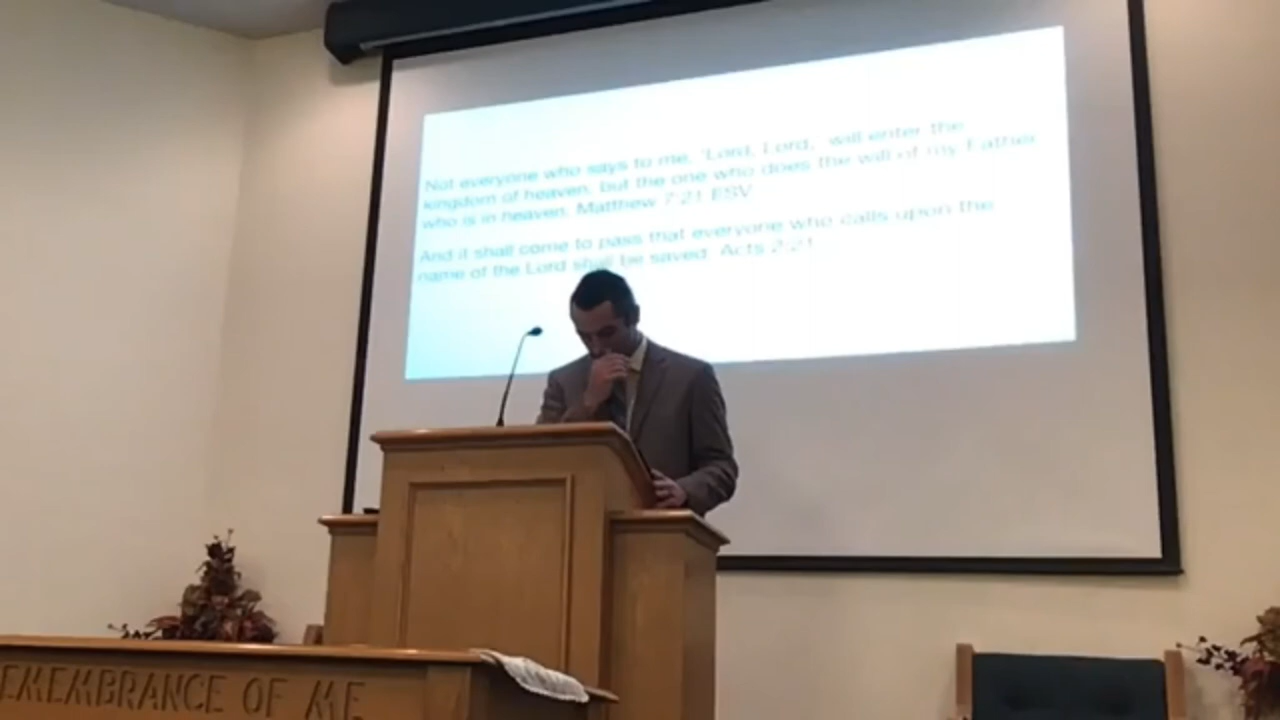 Not everyone who says to me, 'Lord, Lord,' will enter the
kingdom of heaven, but the one who does the will of my Father
who is in heaven. Matthew 7:21 ESV
And it shall come to pass that everyone who calls upon the
name of the Lord shall be saved. Acts 2:21
EMEMBRANCE OF ME